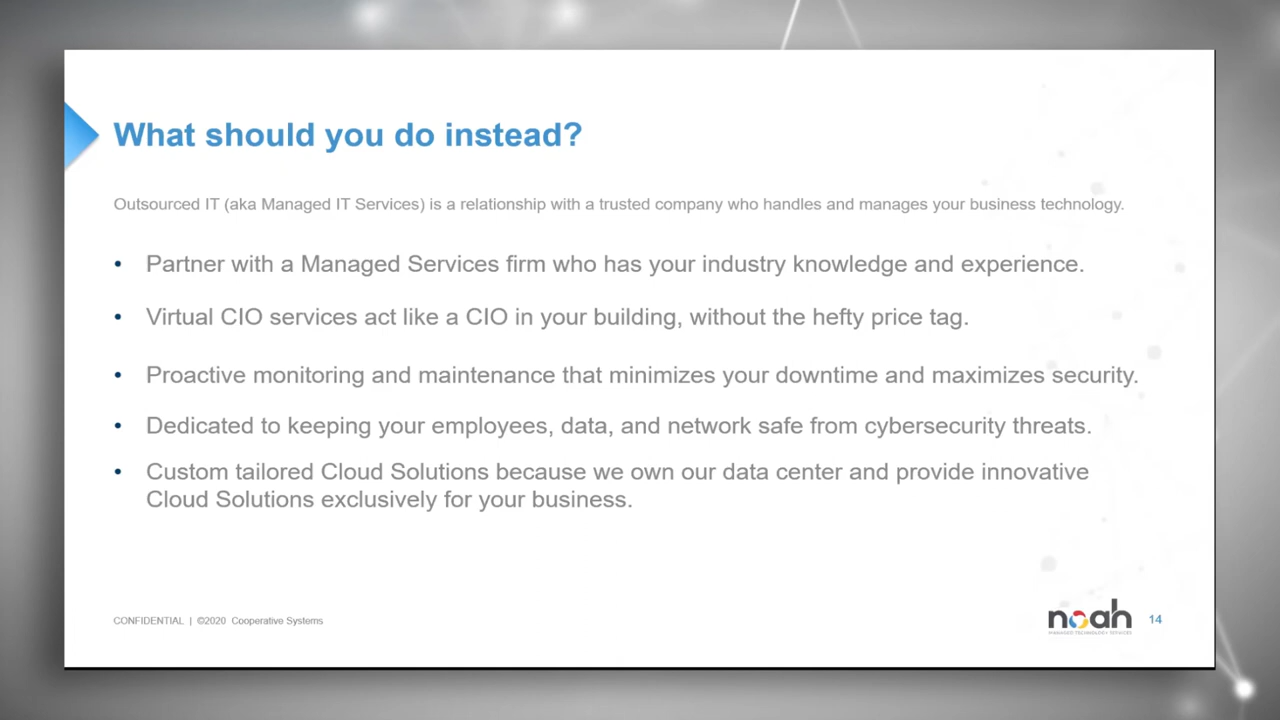 What should you do instead?
Outsourced IT (aka Managed IT Services) is a relationship with a trusted company who handles and manages your business technology.
• Partner with a Managed Services firm who has your industry knowledge and experience.
• Virtual CIO services act like a CIO in your building, without the hefty price tag.
• Proactive monitoring and maintenance that minimizes your downtime and maximizes security.
• Dedicated to keeping your employees, data, and network safe from cybersecurity threats.
• Custom tailored Cloud Solutions because we own our data center and provide innovative
Cloud Solutions exclusively for your business.
CONFIDENTIAL | ©2020 Cooperative Systems
noah
MANAGED TECHNOLOGY SERVICES
14